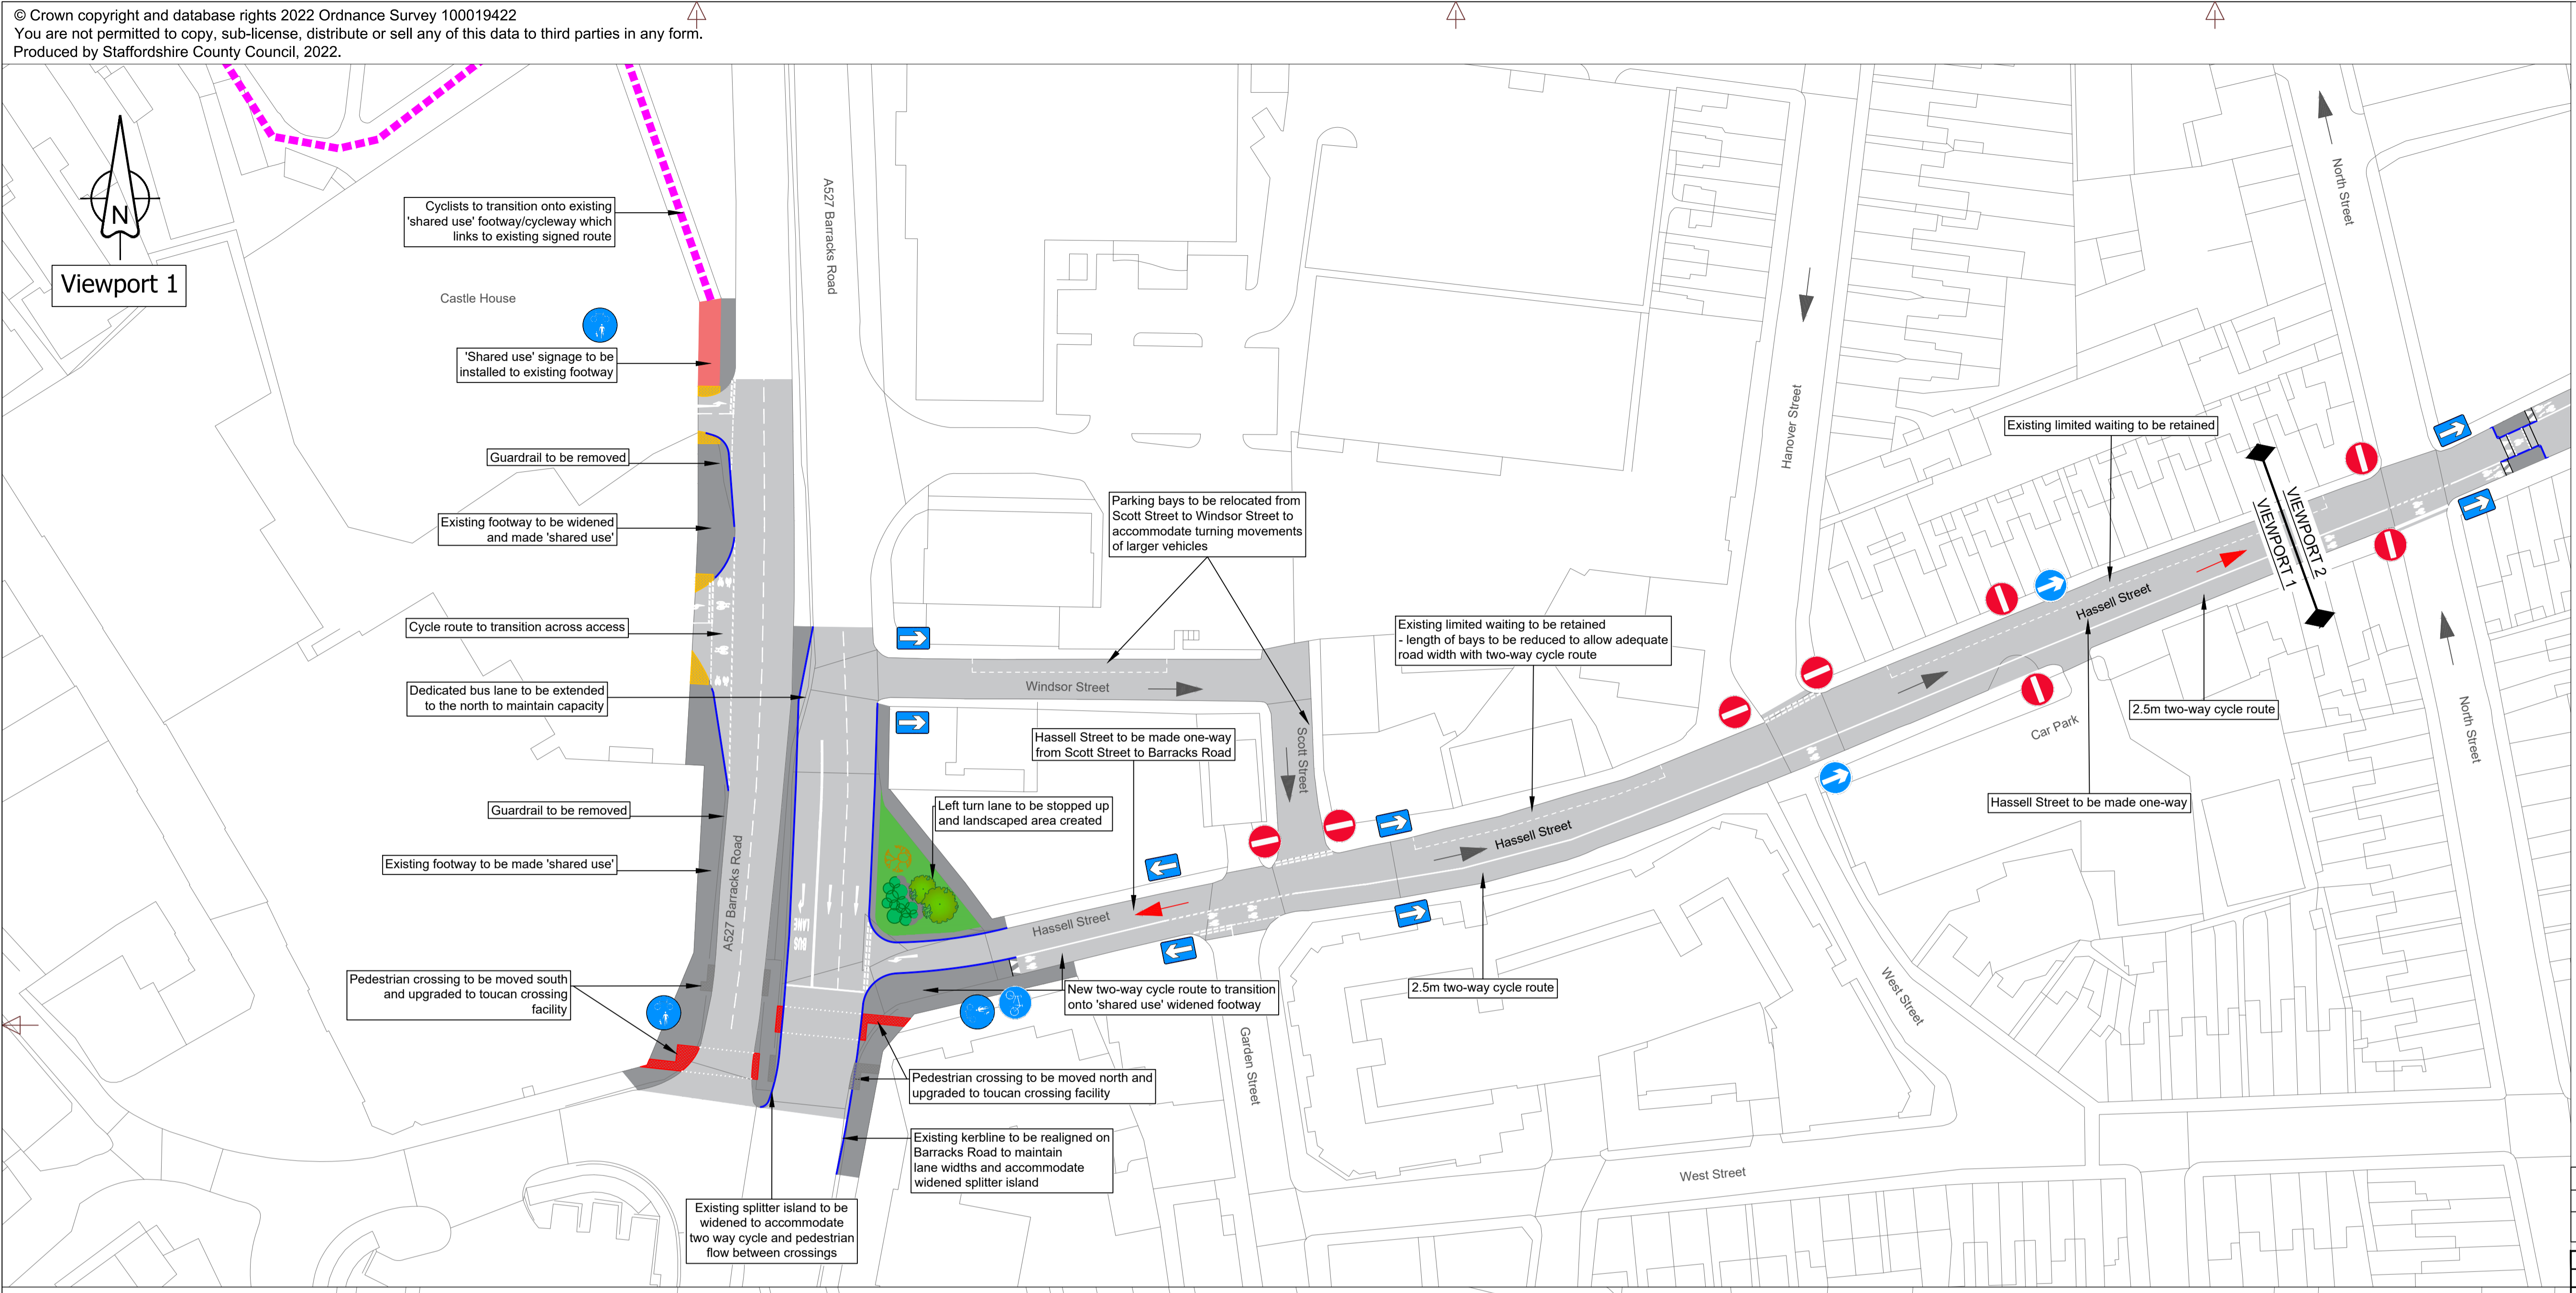 © Crown copyright and database rights 2022 Ordnance Survey 100019422
You are not permitted to copy, sub-license, distribute or sell any of this data to third parties in any form.
Produced by Staffordshire County Council, 2022.
N
Viewport 1
Cyclists to transition onto existing
'shared use' footway/cycleway which
links to existing signed route
Castle House
'Shared use' signage to be
installed to existing footway
Guardrail to be removed
Existing footway to be widened
and made 'shared use'
Cycle route to transition across access
Dedicated bus lane to be extended
to the north to maintain capacity
Guardrail to be removed
Existing footway to be made 'shared use'
Pedestrian crossing to be moved south
and upgraded to toucan crossing
facility
A527 Barracks Road
A527 Barracks Road
BUS
LANE
Existing splitter island to be
widened to accommodate
two way cycle and pedestrian
flow between crossings
Parking bays to be relocated from
Scott Street to Windsor Street to
accommodate turning movements
of larger vehicles
Windsor Street
Scott Street
Hassell Street to be made one-way
from Scott Street to Barracks Road
Left turn lane to be stopped up
and landscaped area created
Hassell Street
New two-way cycle route to transition
onto 'shared use' widened footway
Pedestrian crossing to be moved north and
upgraded to toucan crossing facility
Existing kerbline to be realigned on
Barracks Road to maintain
lane widths and accommodate
widened splitter island
Garden Street
Existing limited waiting to be retained
- length of bays to be reduced to allow adequate
road width with two-way cycle route
Hassell Street
2.5m two-way cycle route
Hanover Street
West Street
West Street
Existing limited waiting to be retained
Hassell Street
Car Park
Hassell Street to be made one-way
2.5m two-way cycle route
VIEWPORT 2
VIEWPORT 1
North Street
North Street